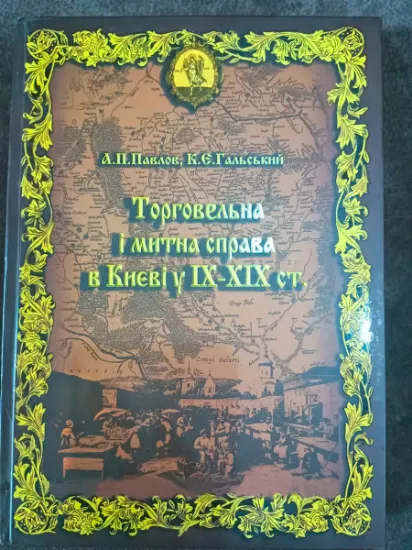 А.П.Павлов, К.Є.Гальський
Торговельна
і митна справа
в Києві у IX-XIX ст.